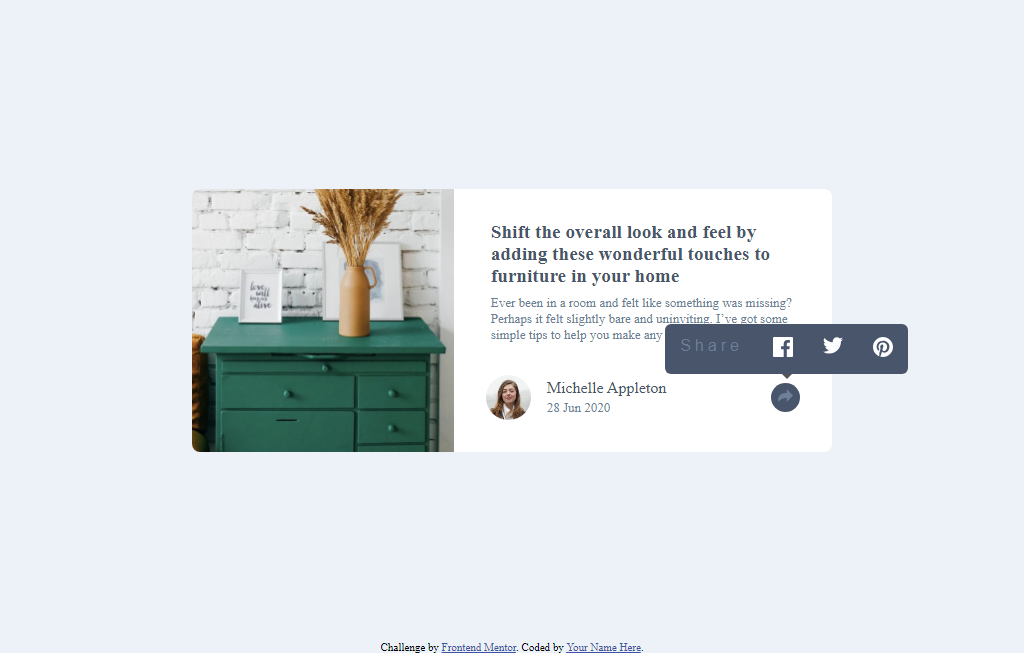 love
will
alive
Shift the overall look and feel by
adding these wonderful touches to
furniture in your home
Ever been in a room and felt like something was missing?
Perhaps it felt slightly bare and uninviting. I’ve got some
simple tips to help you make any
Share
Michelle Appleton
28 Jun 2020
Challenge by Frontend Mentor. Coded by Your Name Here.